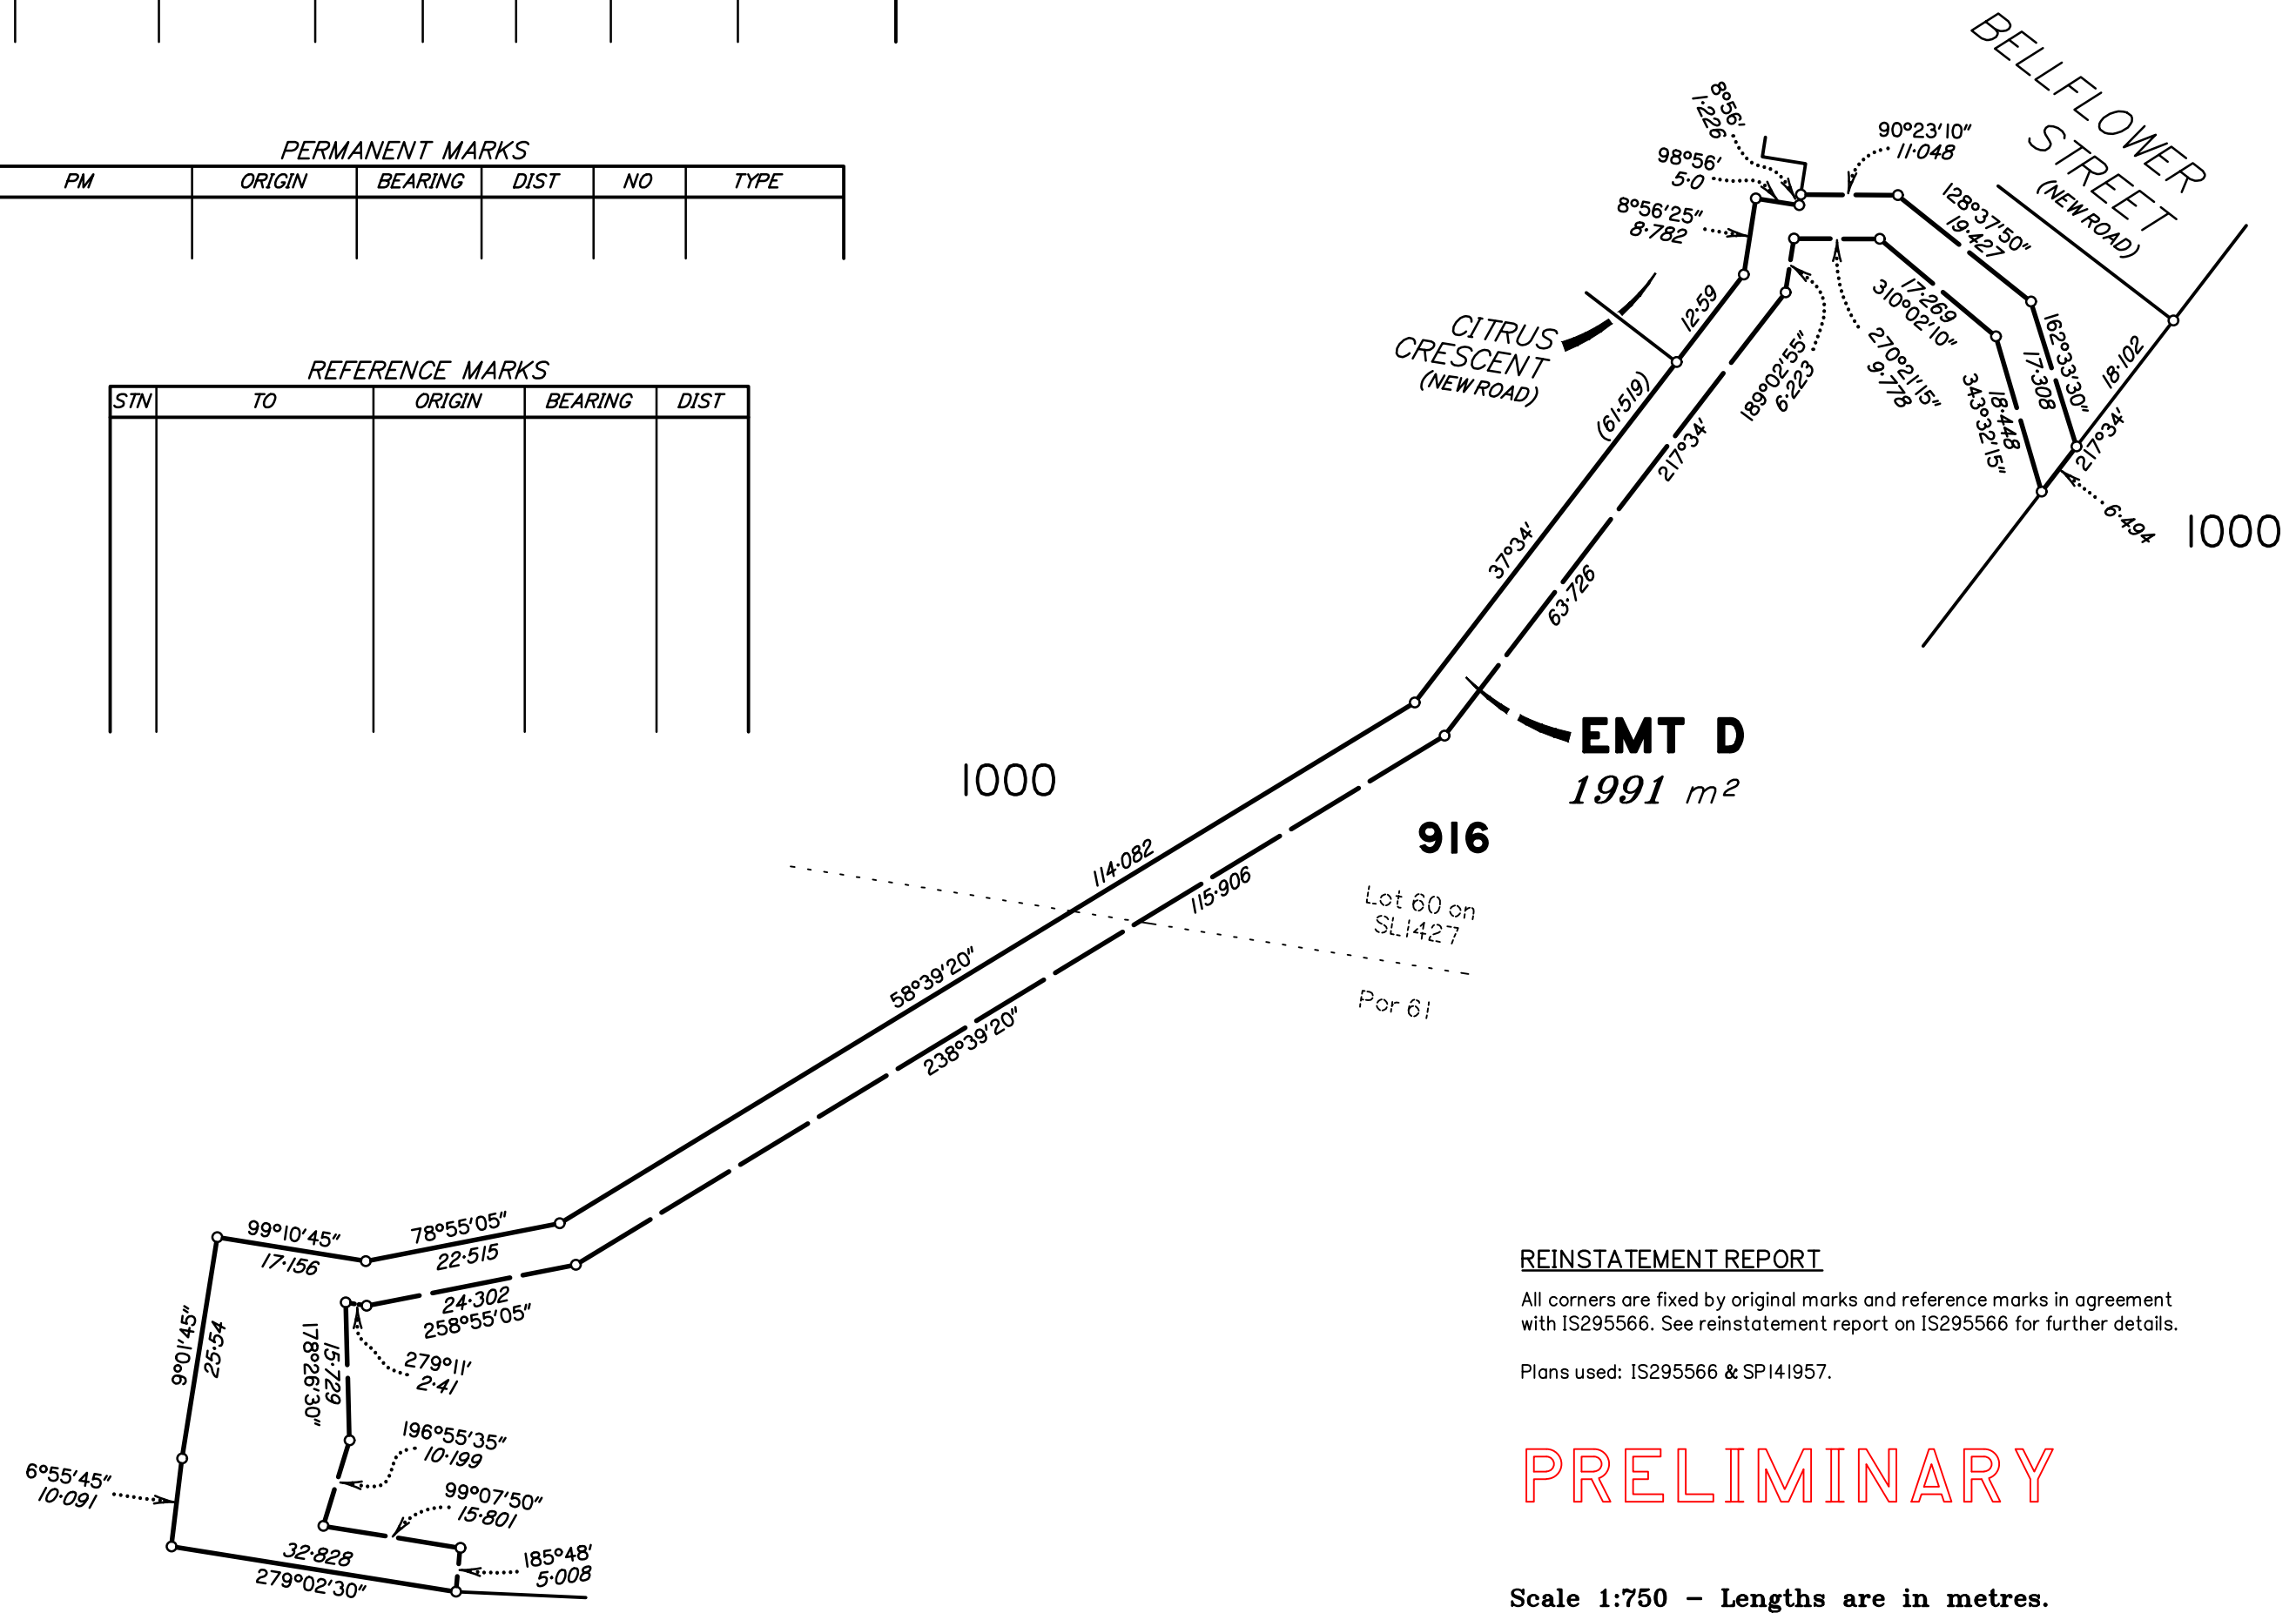 PERMANENT MARKS
PM ORIGIN BEARING DIST NO TYPE
REFERENCE MARKS
STN TO ORIGIN BEARING DIST
BELLFLOWER
STREET
(NEW ROAD)
8°56'
1·226
98°56'
5·0
8°56'25"
8·782
90°23'10"
11·048
128°37'50"
19·427
17·269
310°02'10"
162°33'30"
17·308
18·448
343°32'15"
18·102
217°34'
6·494
1000
270°21'15"
9·778
189°02'55"
6·223
12·59
CITRUS
CRESCENT
(NEW ROAD)
(61·519)
217°34'
37°34'
63·726
EMT D
1991 m²
916
1000
114·082
115·906
Lot 60 on
SL1427
Por 61
58°39'20"
238°39'20"
99°10'45"
17·156
78°55'05"
22·515
24·302
258°55'05"
9°01'45"
25·54
15·729
178°26'30"
279°11'
2·41
196°55'35"
10·199
6°55'45"
10·091
99°07'50"
15·801
185°48'
5·008
32·828
279°02'30"
REINSTATEMENT REPORT
All corners are fixed by original marks and reference marks in agreement
with IS295566. See reinstatement report on IS295566 for further details.
Plans used: IS295566 & SP141957.
PRELIMINARY
Scale 1:750 – Lengths are in metres.